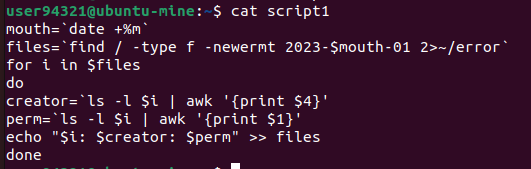 user94321@ubuntu-mine:~$ cat script1
mouth=`date +%m`
files=`find / -type f -newermt 2023-$mouth-01 2>~/error`
for i in $files
do
creator=`ls -l $i | awk '{print $4}'`
perm=`ls -l $i | awk '{print $1}'`
echo "$i: $creator: $perm" >> files
done